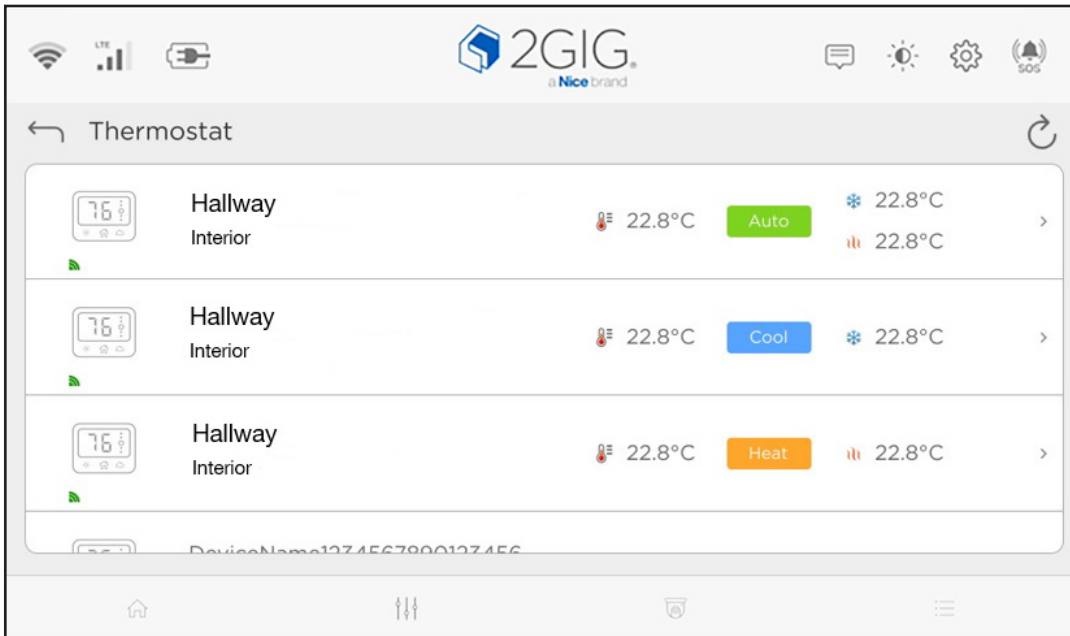 LTE
2GIG.
a Nice brand
SOS
Thermostat
76
Hallway
Interior
22.8°C
Auto
22.8°C
22.8°C
76
Hallway
Interior
22.8°C
Cool
22.8°C
76
Hallway
Interior
22.8°C
Heat
22.8°C
DeviceName1234567890123456